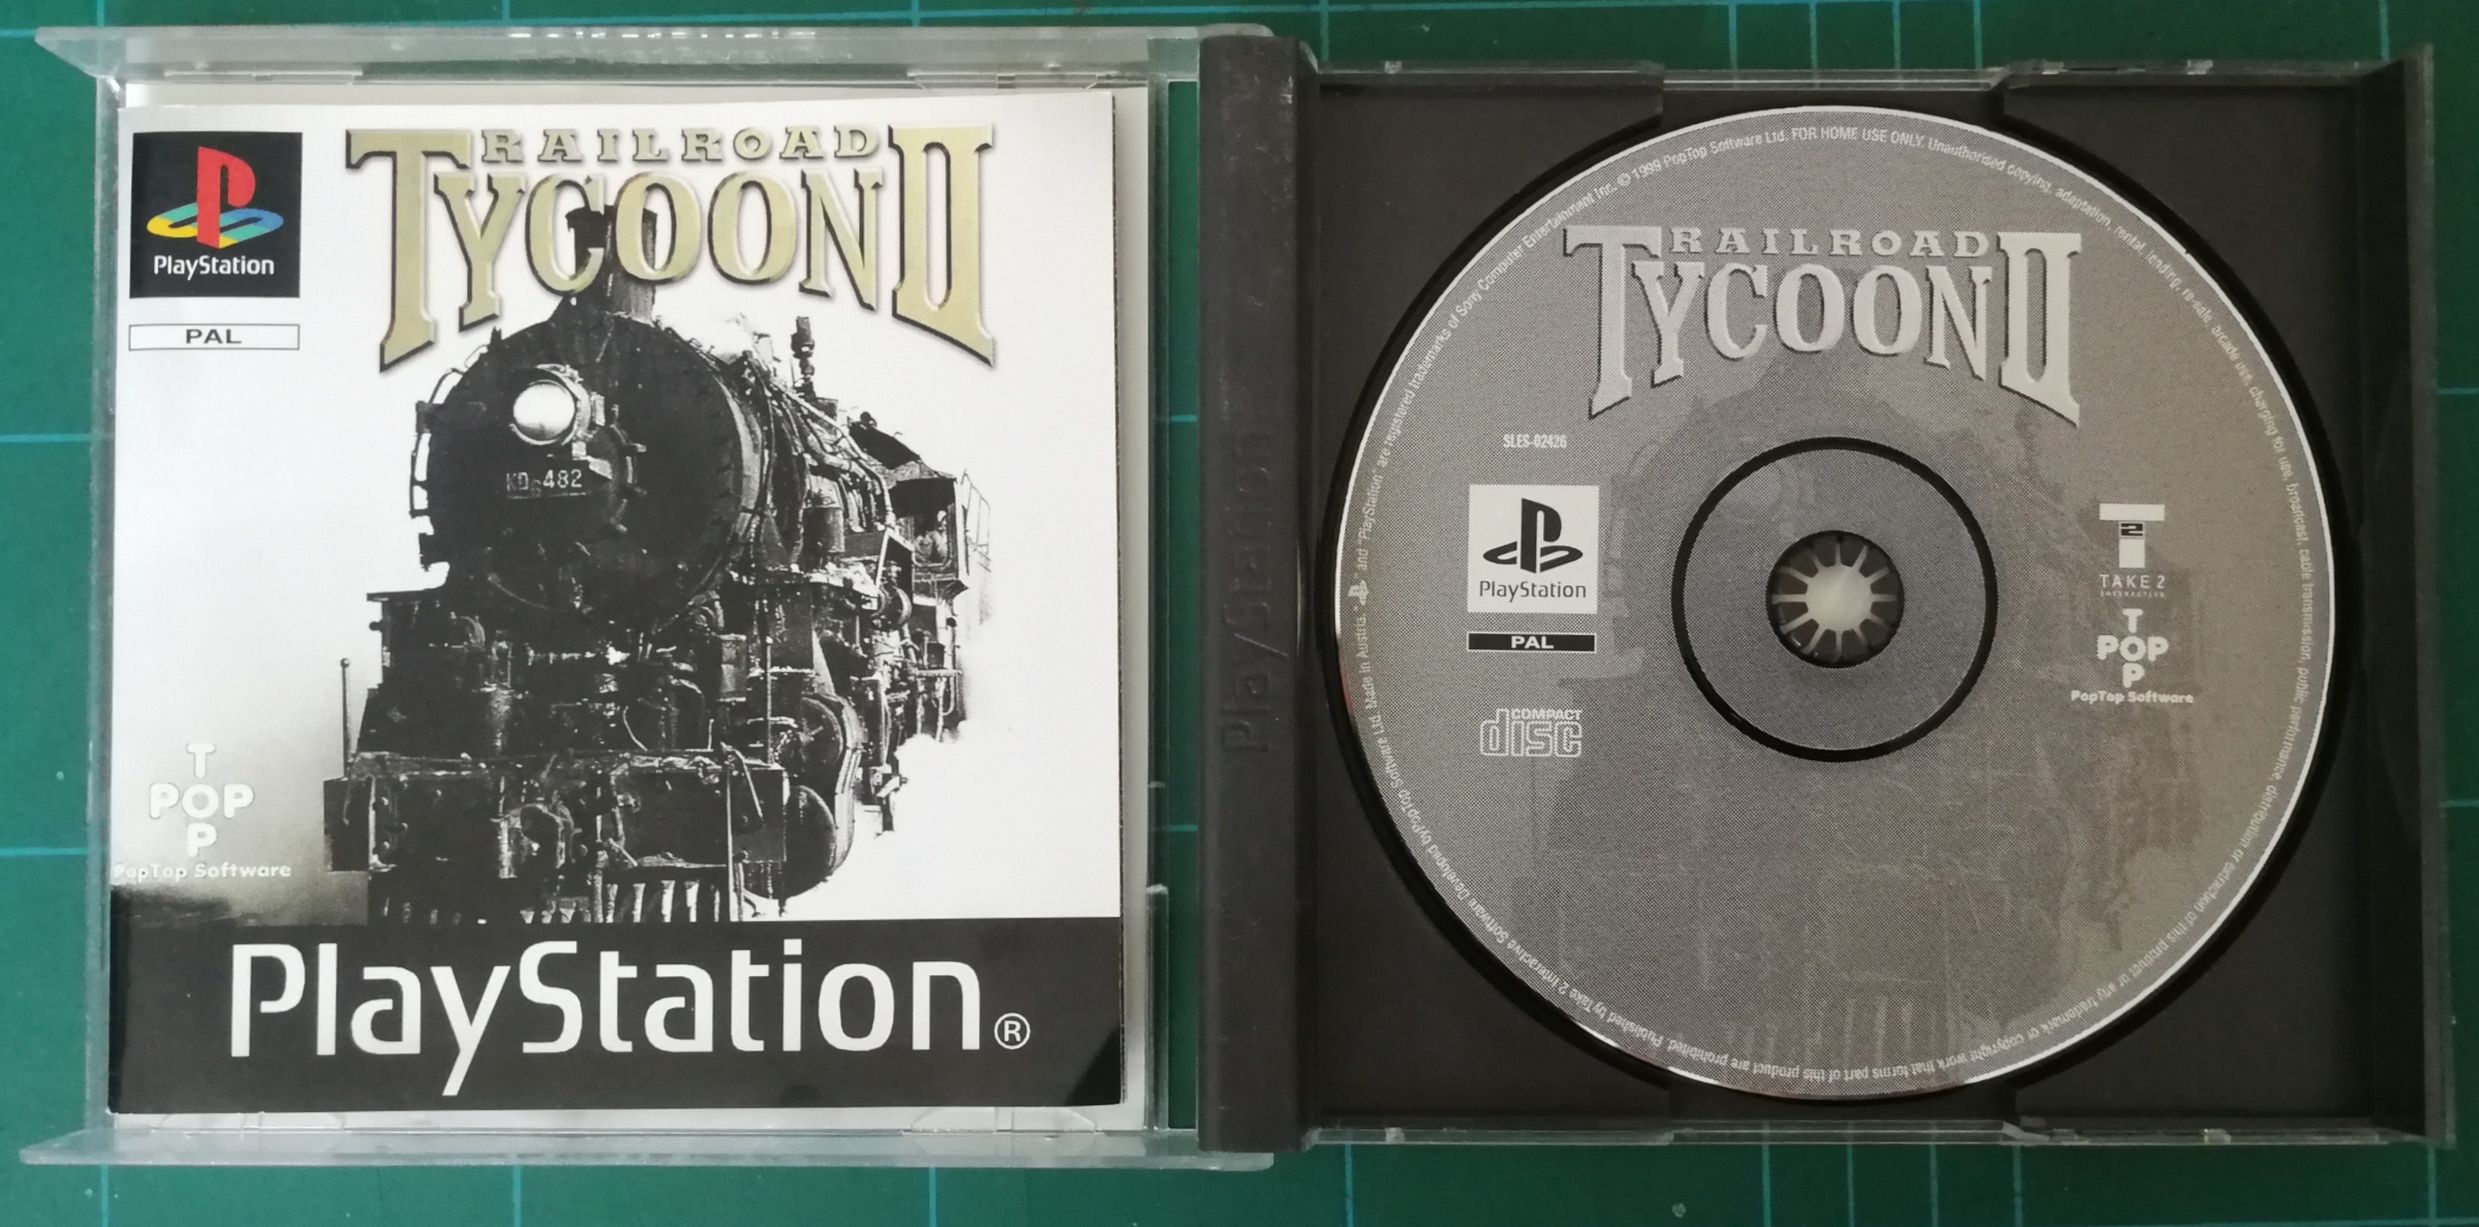 PlayStation
PAL
RAILROAD
TYCOON II
KD6 482
T
POP
P
PopTop Software
PlayStation®
PlayStation
RAILROAD
TYCOON II
SLES-02426
PlayStation
PAL
COMPACT
disc
T2
TAKE 2
INTERACTIVE
T
POP
P
PopTop Software
" and "PlayStation" are registered trademarks of Sony Computer Entertainment Inc. © 1999 PopTop Software Ltd. FOR HOME USE ONLY. Unauthorised copying, adaptation, rental, lending, re-sale, arcade use, charging for use, broadcast, cable transmission, public performance, distribution or extraction of this product or any trademark or copyright work that forms part of this product are prohibited. Published by Take 2 Interactive Software Developed by PopTop Software Ltd. Made in Austria.